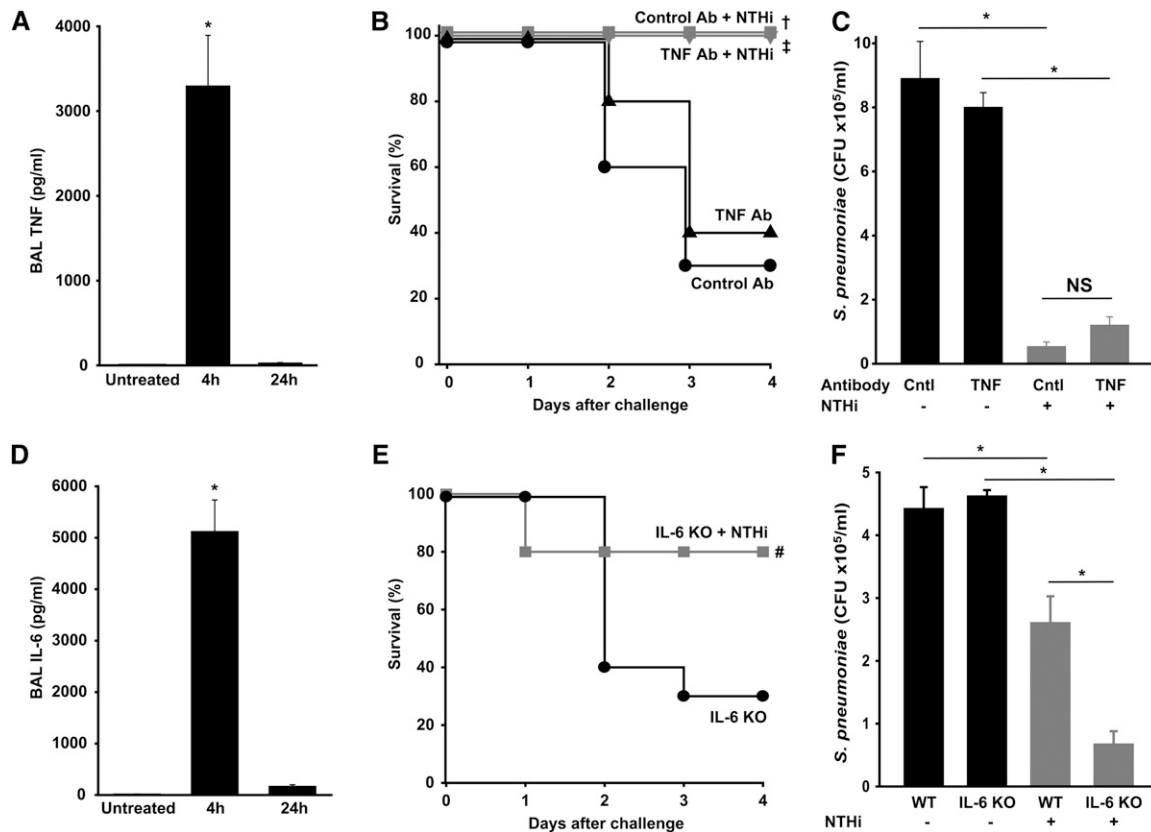 A
BAL TNF (pg/ml)
4000
3000
2000
1000
0
*
Untreated 4h 24h
B
Survival (%)
100
80
60
40
20
0
Control Ab + NTHi †
TNF Ab + NTHi ‡
TNF Ab
Control Ab
0 1 2 3 4
Days after challenge
C
S. pneumoniae (CFU x10⁵/ml)
10
8
6
4
2
0
*
*
NS
Antibody Cntl TNF Cntl TNF
NTHi - - + +
D
BAL IL-6 (pg/ml)
6000
5000
4000
3000
2000
1000
0
*
Untreated 4h 24h
E
Survival (%)
100
80
60
40
20
0
IL-6 KO + NTHi #
IL-6 KO
0 1 2 3 4
Days after challenge
F
S. pneumoniae (CFU x10⁵/ml)
5
4
3
2
1
0
*
*
*
WT IL-6 KO WT IL-6 KO
NTHi - - + +